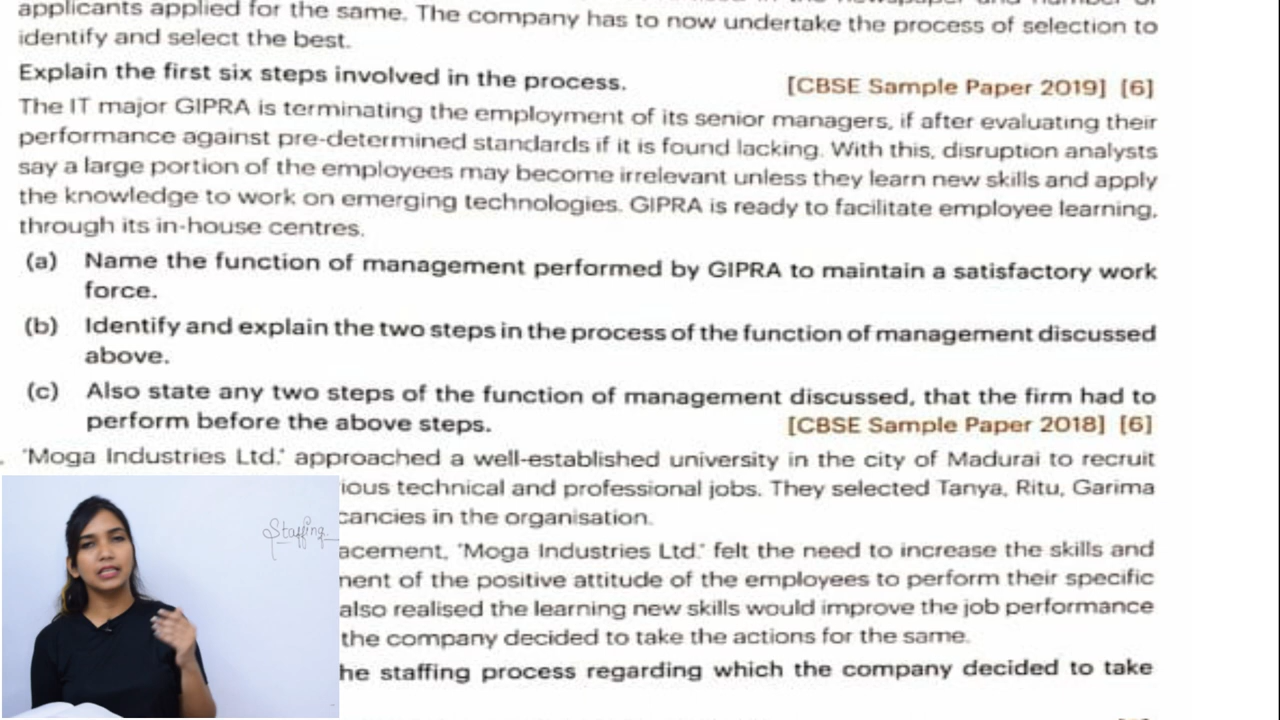 applicants applied for the same. The company has to now undertake the process of selection to
identify and select the best.
Explain the first six steps involved in the process. [CBSE Sample Paper 2019] [6]
The IT major GIPRA is terminating the employment of its senior managers, if after evaluating their
performance against pre-determined standards if it is found lacking. With this, disruption analysts
say a large portion of the employees may become irrelevant unless they learn new skills and apply
the knowledge to work on emerging technologies. GIPRA is ready to facilitate employee learning,
through its in-house centres.
(a) Name the function of management performed by GIPRA to maintain a satisfactory work
force.
(b) Identify and explain the two steps in the process of the function of management discussed
above.
(c) Also state any two steps of the function of management discussed, that the firm had to
perform before the above steps. [CBSE Sample Paper 2018] [6]
'Moga Industries Ltd.' approached a well-established university in the city of Madurai to recruit
ious technical and professional jobs. They selected Tanya, Ritu, Garima
cancies in the organisation.
acement, 'Moga Industries Ltd.' felt the need to increase the skills and
nent of the positive attitude of the employees to perform their specific
also realised the learning new skills would improve the job performance
the company decided to take the actions for the same.
he staffing process regarding which the company decided to take
Staffing